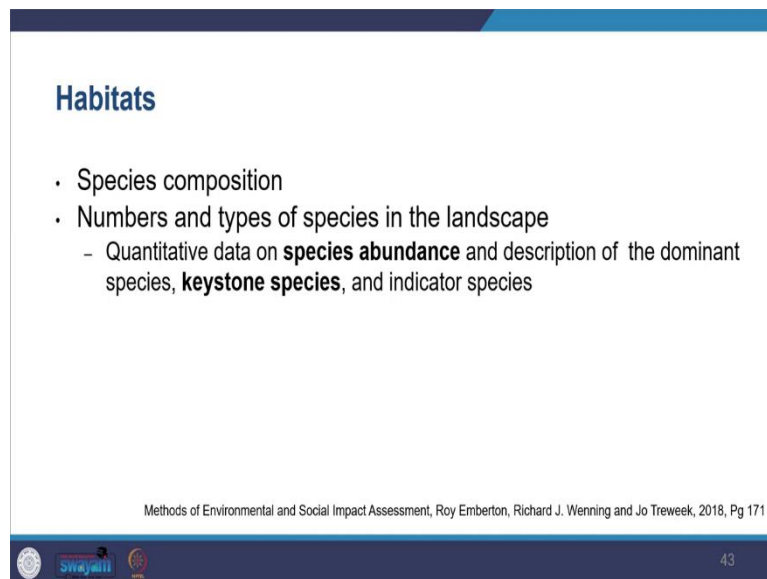 Habitats
• Species composition
• Numbers and types of species in the landscape
– Quantitative data on species abundance and description of the dominant
species, keystone species, and indicator species
Methods of Environmental and Social Impact Assessment, Roy Emberton, Richard J. Wenning and Jo Treweek, 2018, Pg 171
swayam
43